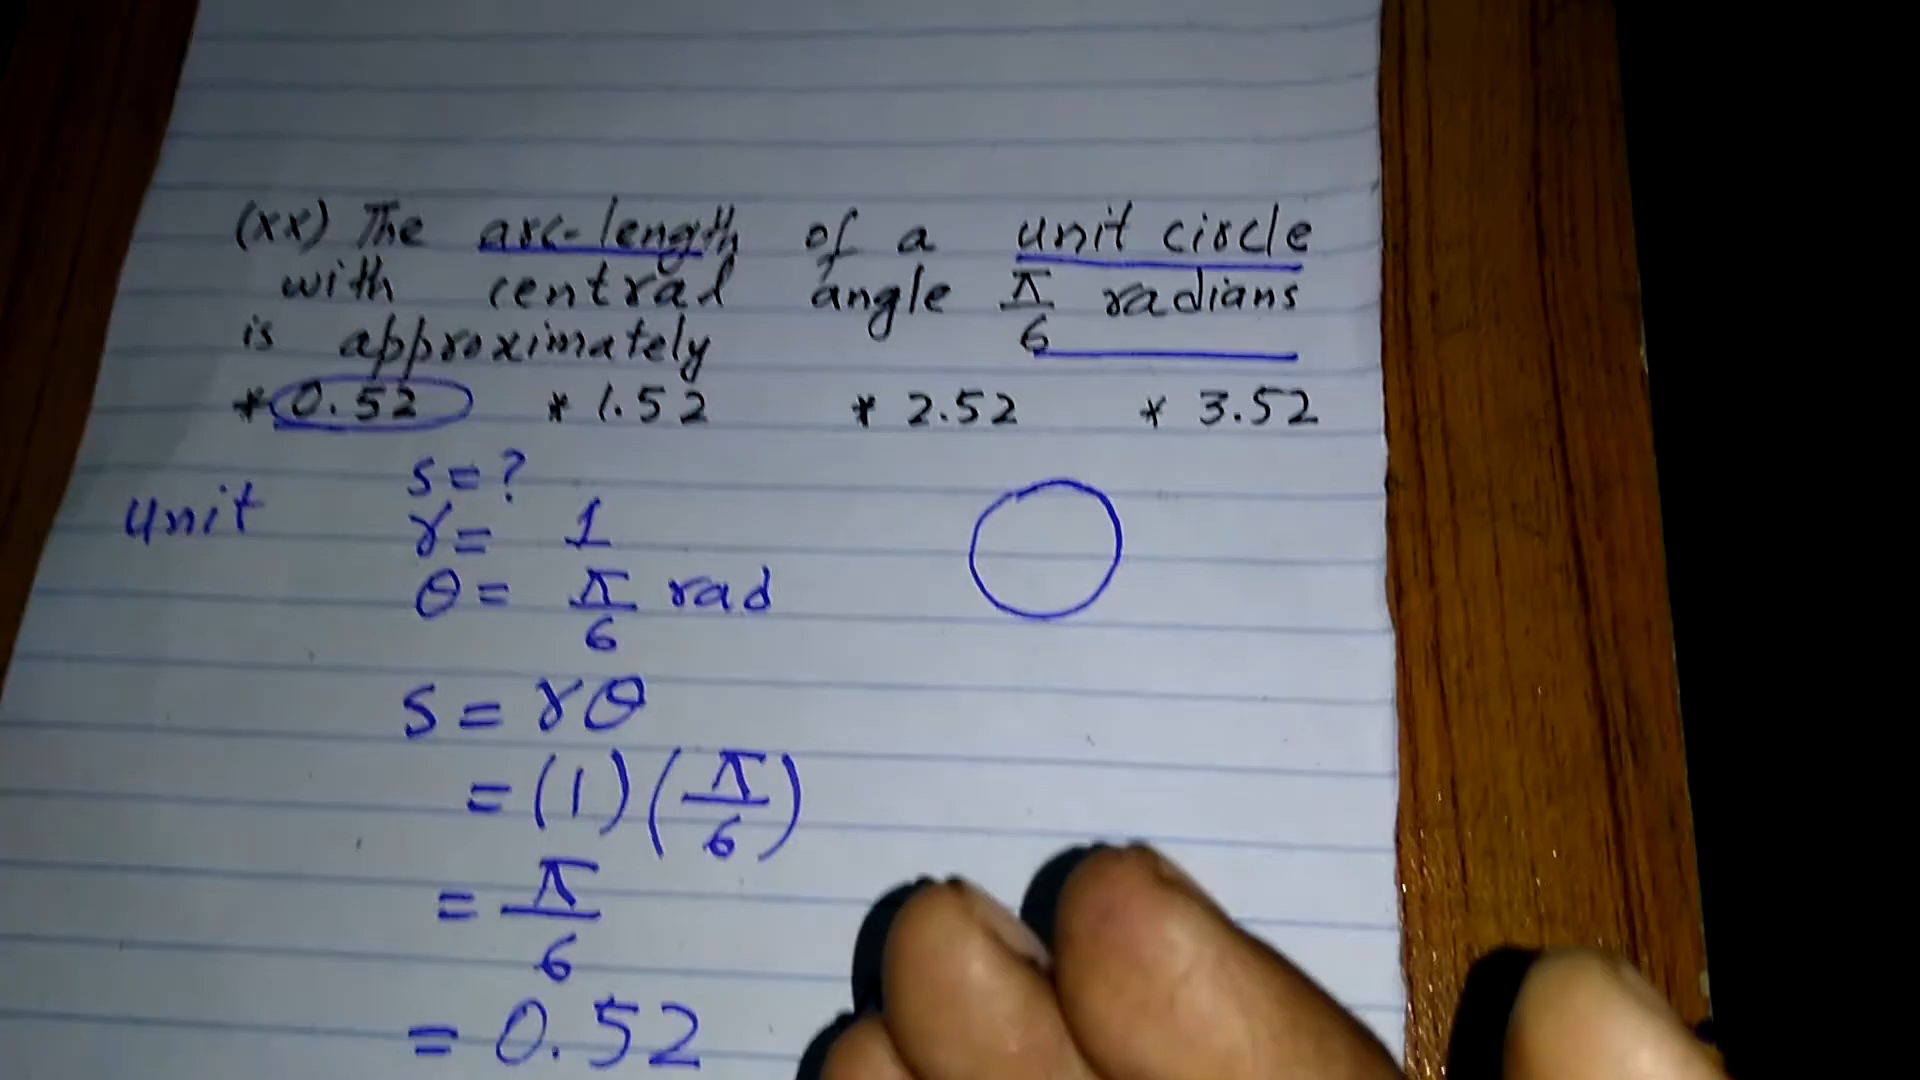 (xx) The arc-length of a unit circle
with central angle π/6 radians
is approximately
* 0.52 * 1.52 * 2.52 * 3.52
s = ?
unit r = 1
θ = π/6 rad
s = rθ
= (1)(π/6)
= π/6
= 0.52